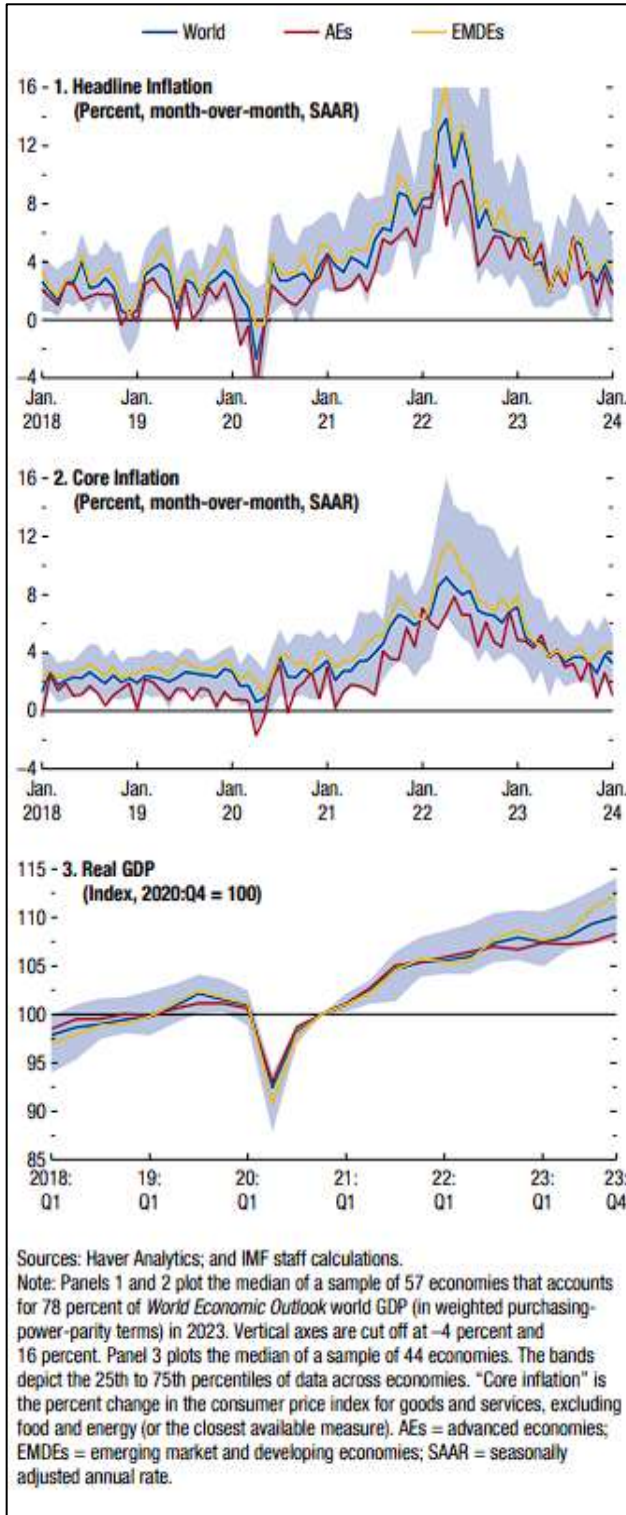 World AEs EMDEs
16 - 1. Headline Inflation
(Percent, month-over-month, SAAR)
12 -
8 -
4 -
0
–4
Jan. Jan. Jan. Jan. Jan. Jan. Jan.
2018 19 20 21 22 23 24
16 - 2. Core Inflation
(Percent, month-over-month, SAAR)
12 -
8 -
4 -
0
–4
Jan. Jan. Jan. Jan. Jan. Jan. Jan.
2018 19 20 21 22 23 24
115 - 3. Real GDP
(Index, 2020:Q4 = 100)
110 -
105 -
100
95 -
90 -
85
2018: 19: 20: 21: 22: 23: 23:
Q1 Q1 Q1 Q1 Q1 Q1 Q4
Sources: Haver Analytics; and IMF staff calculations.
Note: Panels 1 and 2 plot the median of a sample of 57 economies that accounts
for 78 percent of World Economic Outlook world GDP (in weighted purchasing-
power-parity terms) in 2023. Vertical axes are cut off at –4 percent and
16 percent. Panel 3 plots the median of a sample of 44 economies. The bands
depict the 25th to 75th percentiles of data across economies. “Core inflation” is
the percent change in the consumer price index for goods and services, excluding
food and energy (or the closest available measure). AEs = advanced economies;
EMDEs = emerging market and developing economies; SAAR = seasonally
adjusted annual rate.